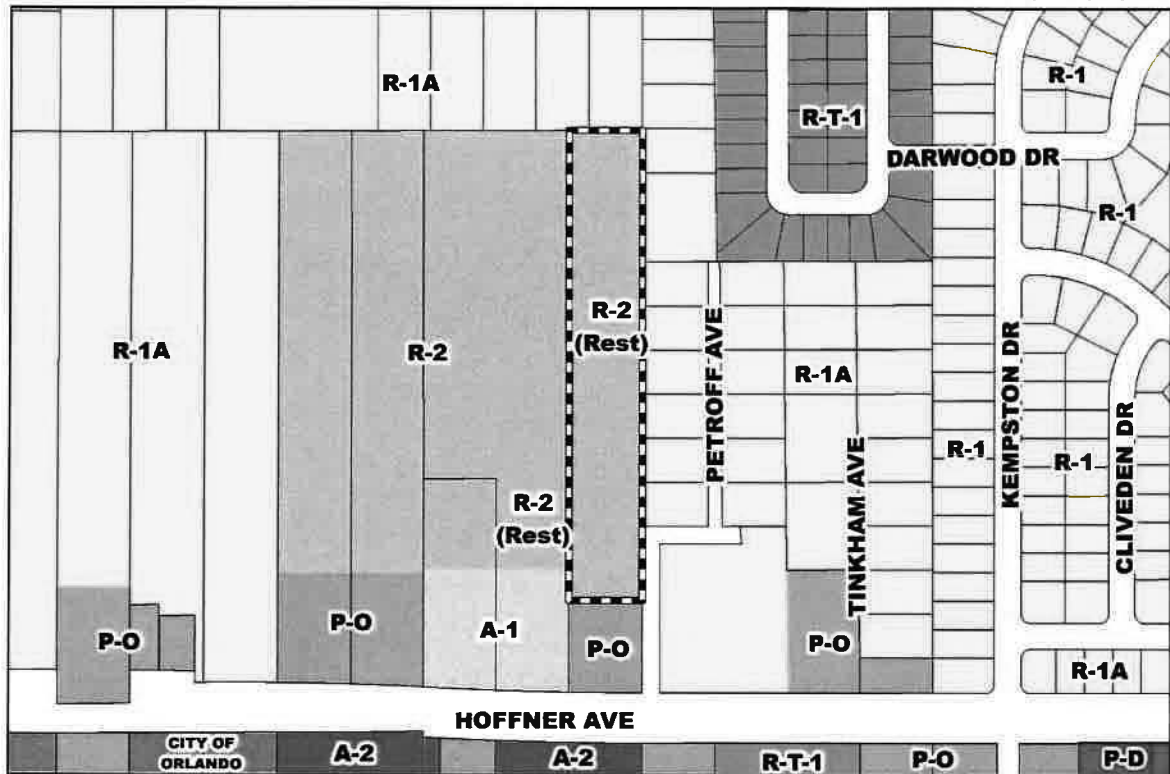 R-1A
R-1
R-T-1
DARWOOD DR
R-1
R-2
(Rest)
R-1A
R-2
PETROFF AVE
R-1A
KEMPSTON DR
R-1
R-1
CLIVEDEN DR
R-2
(Rest)
TINKHAM AVE
P-O
P-O
A-1
P-O
P-O
R-1A
HOFFNER AVE
CITY OF
ORLANDO
A-2
A-2
R-T-1
P-O
P-D